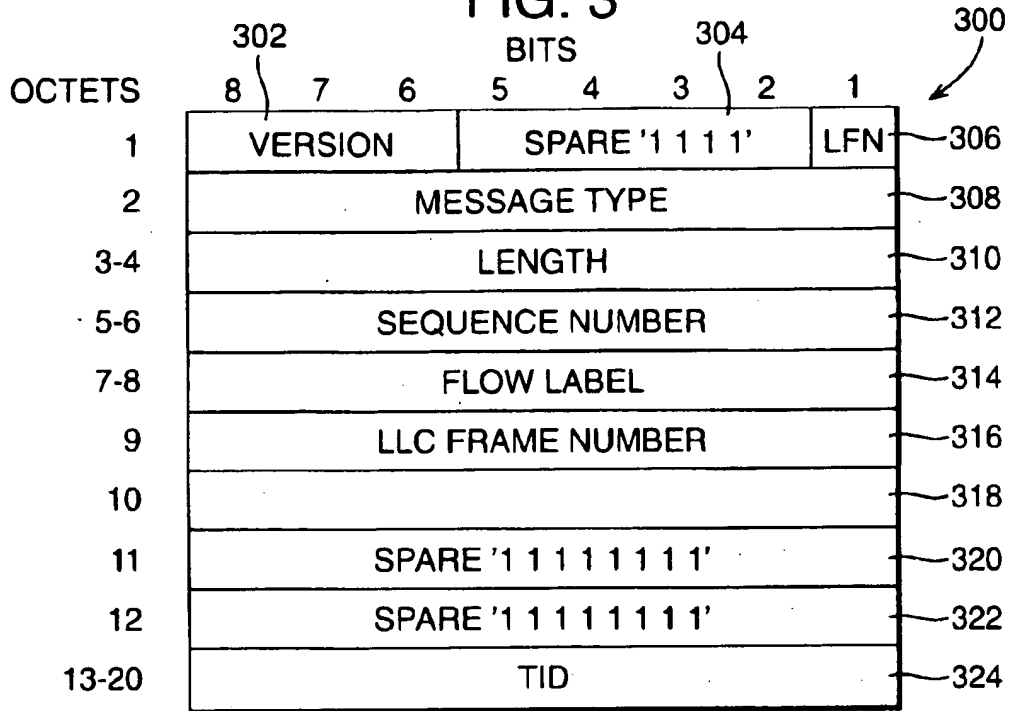 FIG. 3
302 304 300
BITS
OCTETS 8 7 6 5 4 3 2 1
1 VERSION SPARE '1 1 1 1' LFN 306
2 MESSAGE TYPE 308
3-4 LENGTH 310
5-6 SEQUENCE NUMBER 312
7-8 FLOW LABEL 314
9 LLC FRAME NUMBER 316
10 318
11 SPARE '1 1 1 1 1 1 1 1' 320
12 SPARE '1 1 1 1 1 1 1 1' 322
13-20 TID 324